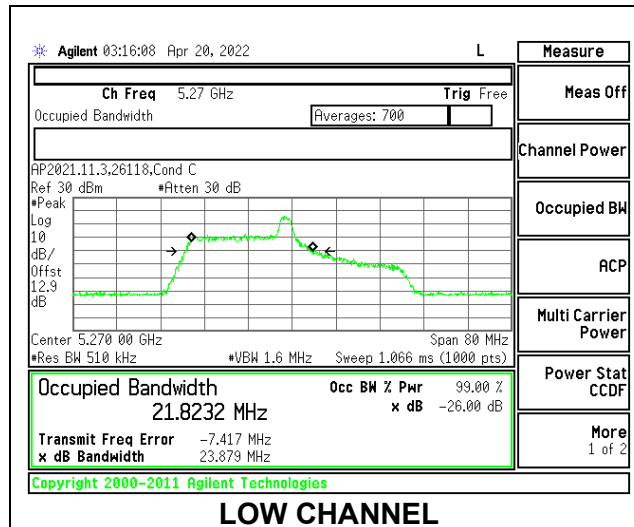 Agilent 03:16:08 Apr 20, 2022 L
Measure
Ch Freq 5.27 GHz Trig Free
Meas Off
Occupied Bandwidth Averages: 700
Channel Power
AP2021.11.3,26118,Cond C
Ref 30 dBm #Atten 30 dB
#Peak
Log
10
dB/
Offst
12.9
dB
Occupied BW
ACP
Center 5.270 00 GHz Span 80 MHz
#Res BW 510 kHz #VBW 1.6 MHz Sweep 1.066 ms (1000 pts)
Multi Carrier
Power
Occupied Bandwidth
21.8232 MHz
Occ BW % Pwr 99.00 %
x dB -26.00 dB
Power Stat
CCDF
Transmit Freq Error -7.417 MHz
x dB Bandwidth 23.879 MHz
More
1 of 2
Copyright 2000-2011 Agilent Technologies
LOW CHANNEL